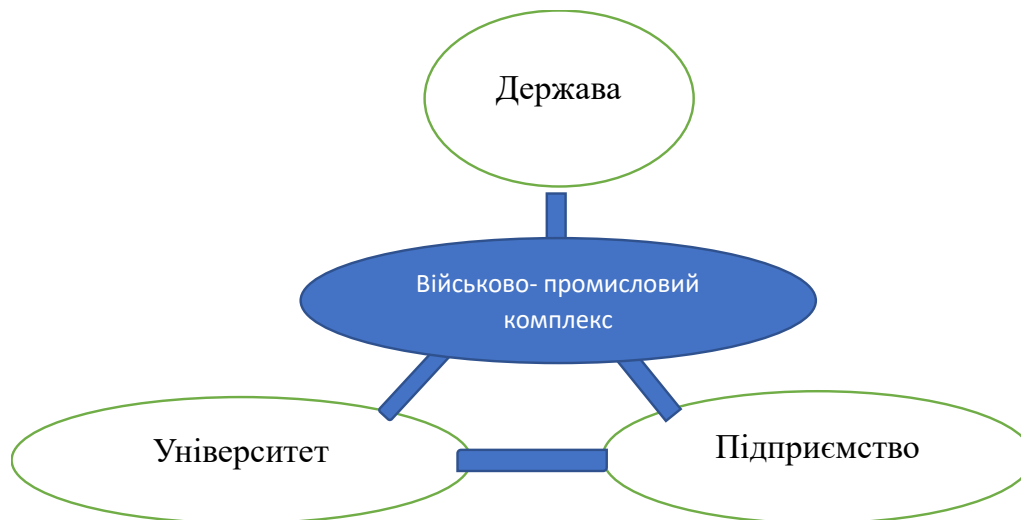 Держава
Військово- промисловий
комплекс
Університет
Підприємство